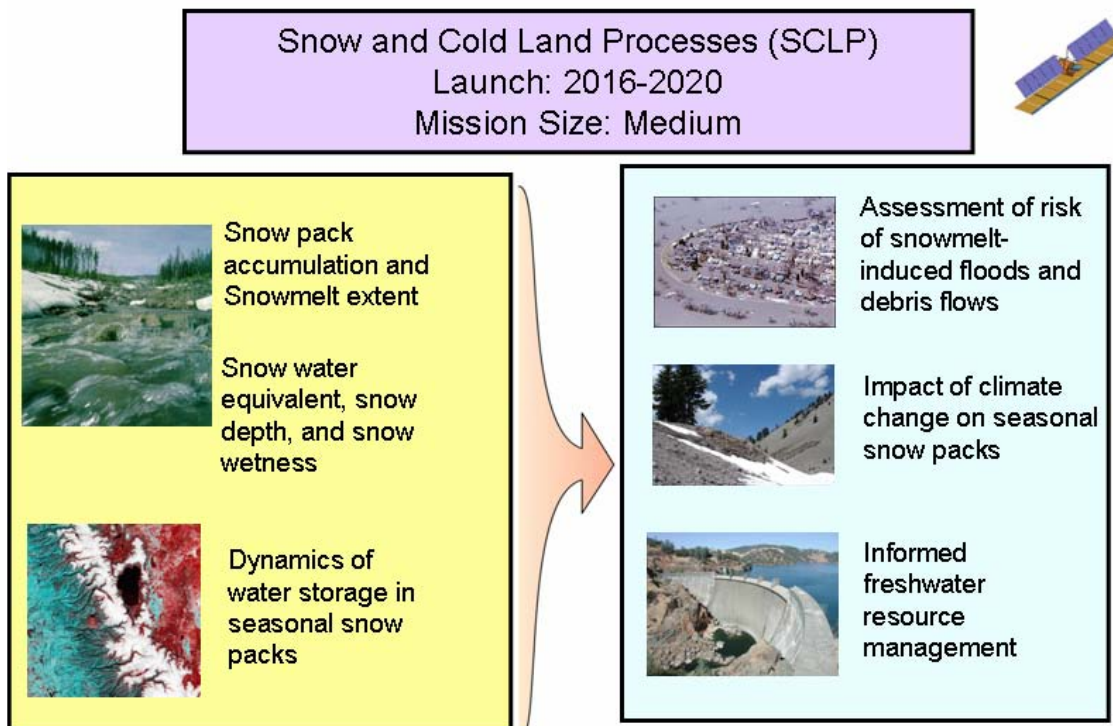 Snow and Cold Land Processes (SCLP)
Launch: 2016-2020
Mission Size: Medium
Snow pack
accumulation and
Snowmelt extent
Snow water
equivalent, snow
depth, and snow
wetness
Dynamics of
water storage in
seasonal snow
packs
Assessment of risk
of snowmelt-
induced floods and
debris flows
Impact of climate
change on seasonal
snow packs
Informed
freshwater
resource
management